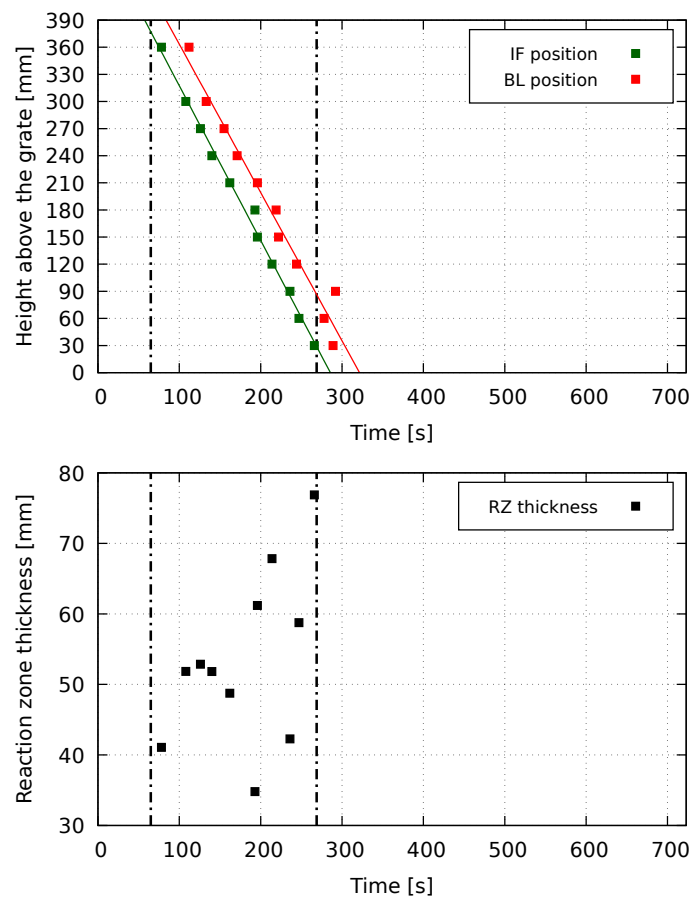 Height above the grate [mm]
390
360
330
300
270
240
210
180
150
120
90
60
30
0
IF position
BL position
0 100 200 300 400 500 600 700
Time [s]
Reaction zone thickness [mm]
80
70
60
50
40
30
RZ thickness
0 100 200 300 400 500 600 700
Time [s]